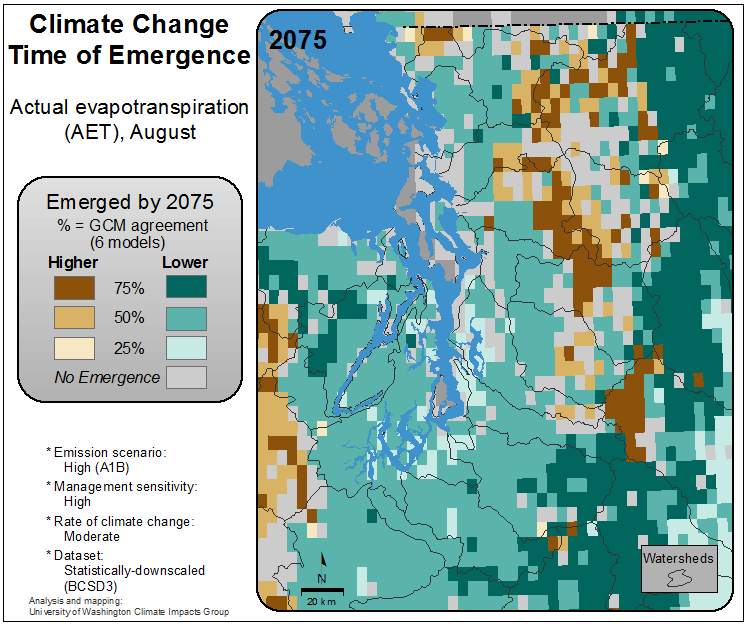 Climate Change
Time of Emergence
Actual evapotranspiration
(AET), August
Emerged by 2075
% = GCM agreement
(6 models)
Higher Lower
75%
50%
25%
No Emergence
* Emission scenario:
High (A1B)
* Management sensitivity:
High
* Rate of climate change:
Moderate
* Dataset:
Statistically-downscaled
(BCSD3)
Analysis and mapping:
University of Washington Climate Impacts Group
2075
N
20 km
Watersheds